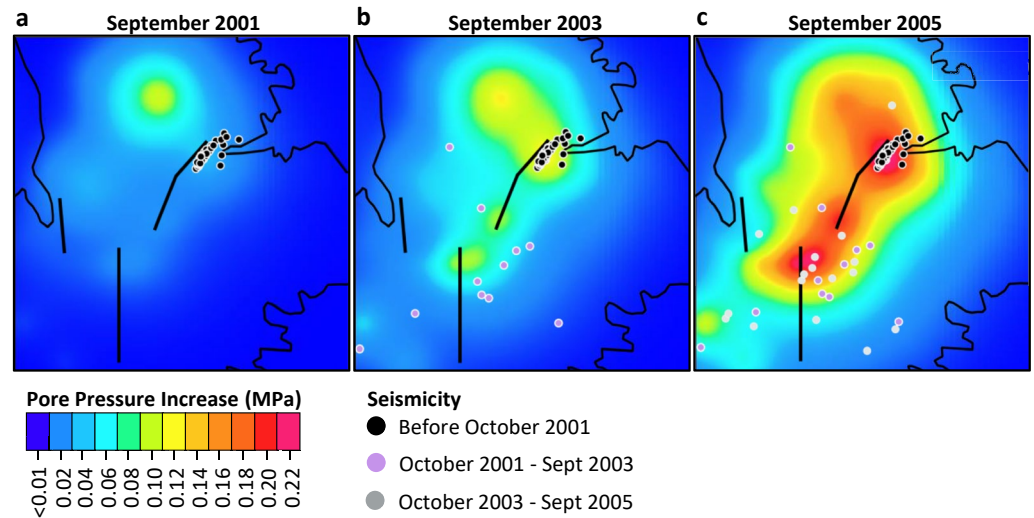 a September 2001
b September 2003
c September 2005
Pore Pressure Increase (MPa)
<0.01 0.02 0.04 0.06 0.08 0.10 0.12 0.14 0.16 0.18 0.20 0.22
Seismicity
Before October 2001
October 2001 - Sept 2003
October 2003 - Sept 2005